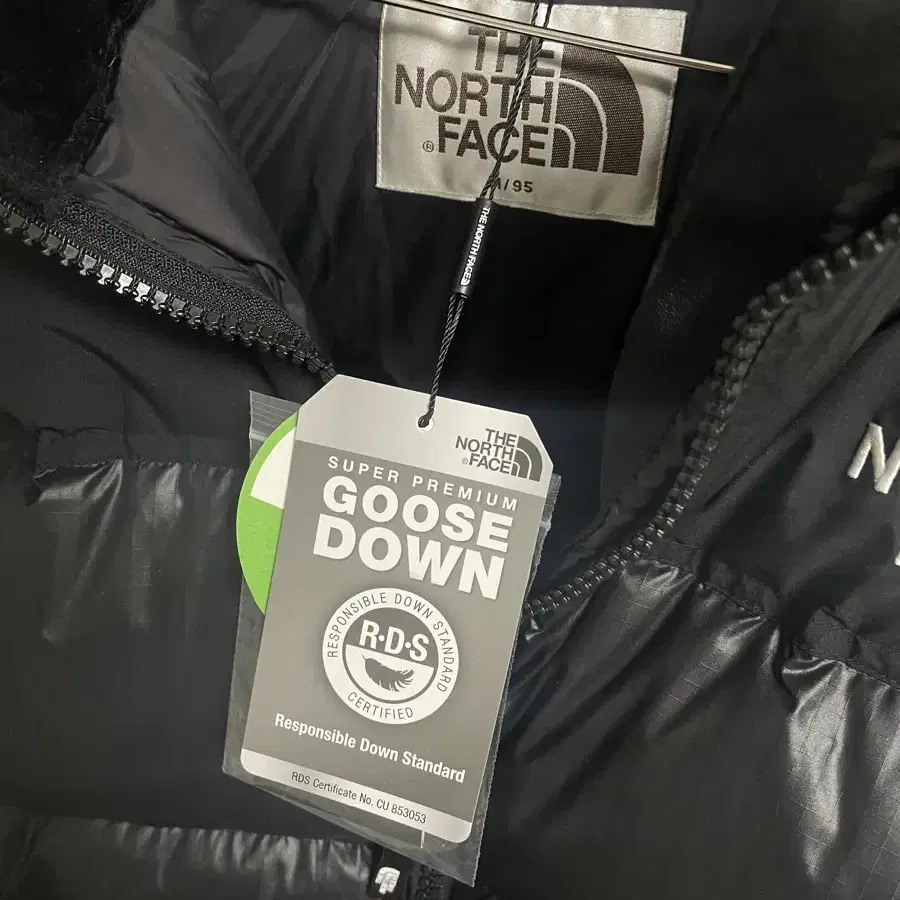 THE
NORTH
FACE
®
M/95
THE NORTH FACE
THE
NORTH
®FACE
SUPER PREMIUM
GOOSE
DOWN
RESPONSIBLE DOWN STANDARD
R·D·S
CERTIFIED
Responsible Down Standard
RDS Certificate No. CU 853053
N